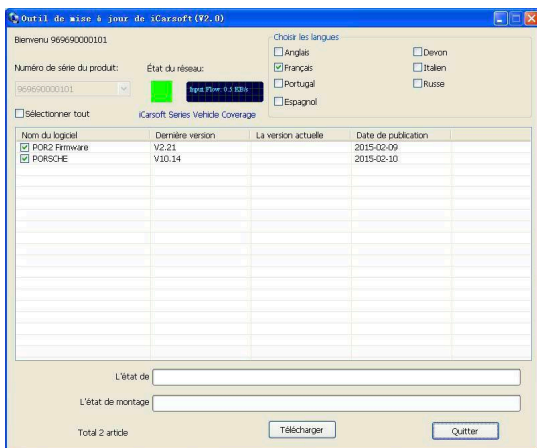 Outil de mise à jour de iCarsoft(V2.0)
Bienvenu 969690000101
Choisir les langues
Anglais
Devon
Numéro de série du produit:
État du réseau:
Français
Italien
969690000101
Input Flow: 0.5 KB/s
Portugal
Russe
Espagnol
Sélectionner tout
iCarsoft Series Vehicle Coverage
Nom du logiciel Dernière version La version actuelle Date de publication
POR2 Firmware V2.21 2015-02-09
PORSCHE V10.14 2015-02-10
L'état de
L'état de montage
Total 2 article
Télécharger
Quitter